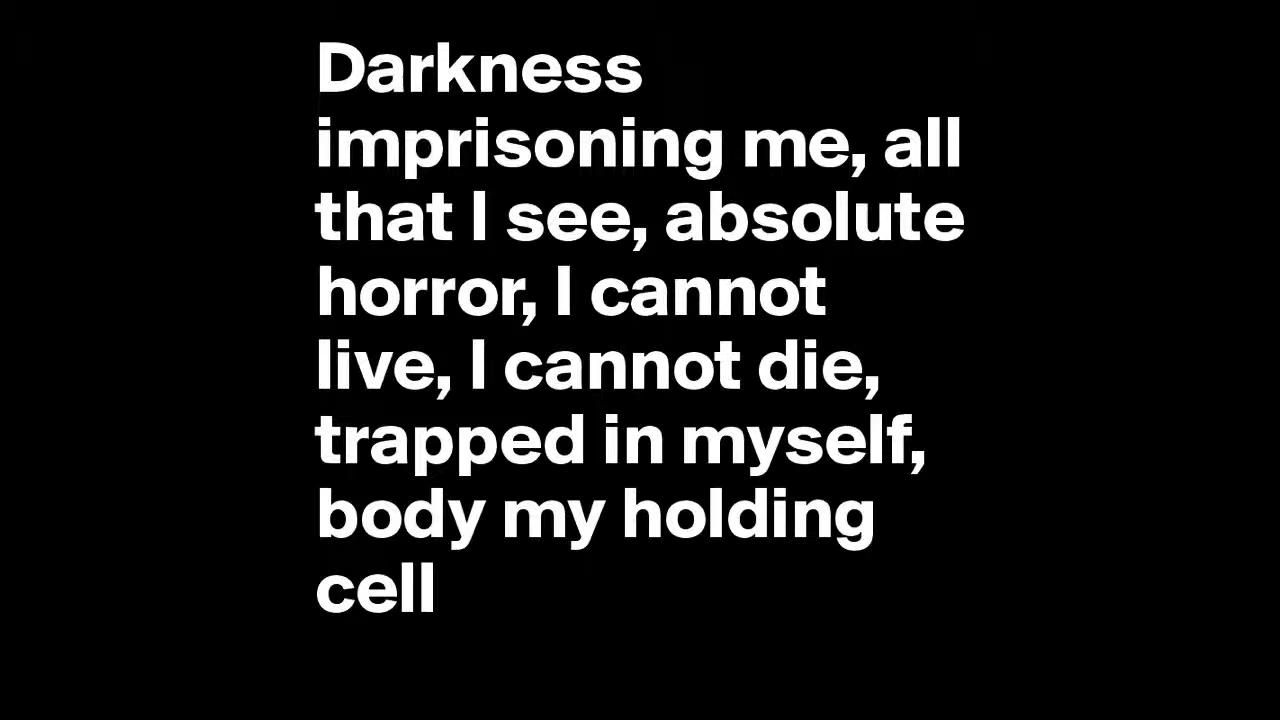 Darkness
imprisoning me, all
that I see, absolute
horror, I cannot
live, I cannot die,
trapped in myself,
body my holding
cell